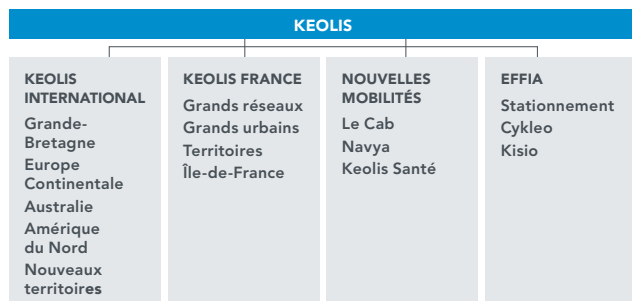 KEOLIS
KEOLIS
INTERNATIONAL
Grande-
Bretagne
Europe
Continentale
Australie
Amérique
du Nord
Nouveaux
territoires
KEOLIS FRANCE
Grands réseaux
Grands urbains
Territoires
Île-de-France
NOUVELLES
MOBILITÉS
Le Cab
Navya
Keolis Santé
EFFIA
Stationnement
Cykleo
Kisio